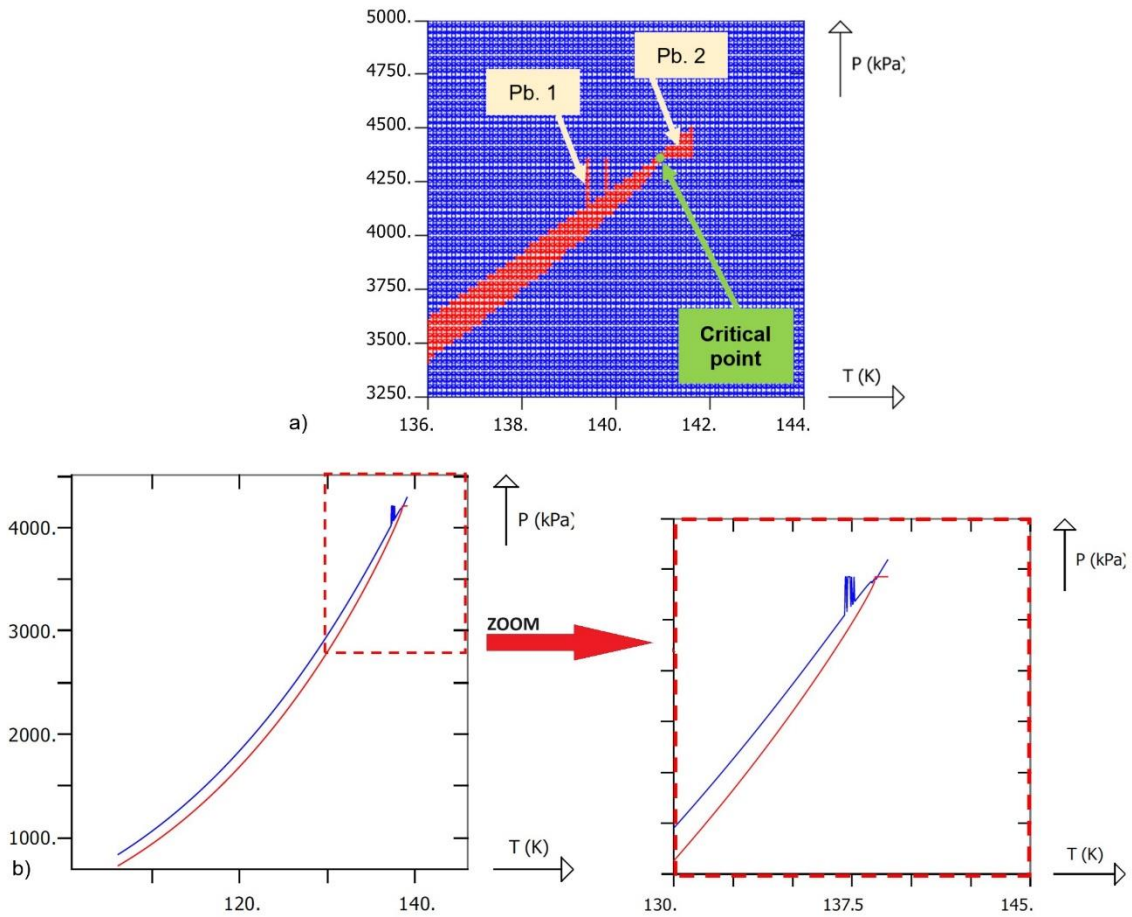 5000.
P (kPa)
Pb. 2
4750.
Pb. 1
4500.
4250.
4000.
3750.
Critical
point
3500.
T (K)
3250.
a)
136.
138.
140.
142.
144.
4000.
P (kPa)
P (kPa)
3000.
ZOOM
2000.
1000.
T (K)
T (K)
b)
120.
140.
130.
137.5
145.